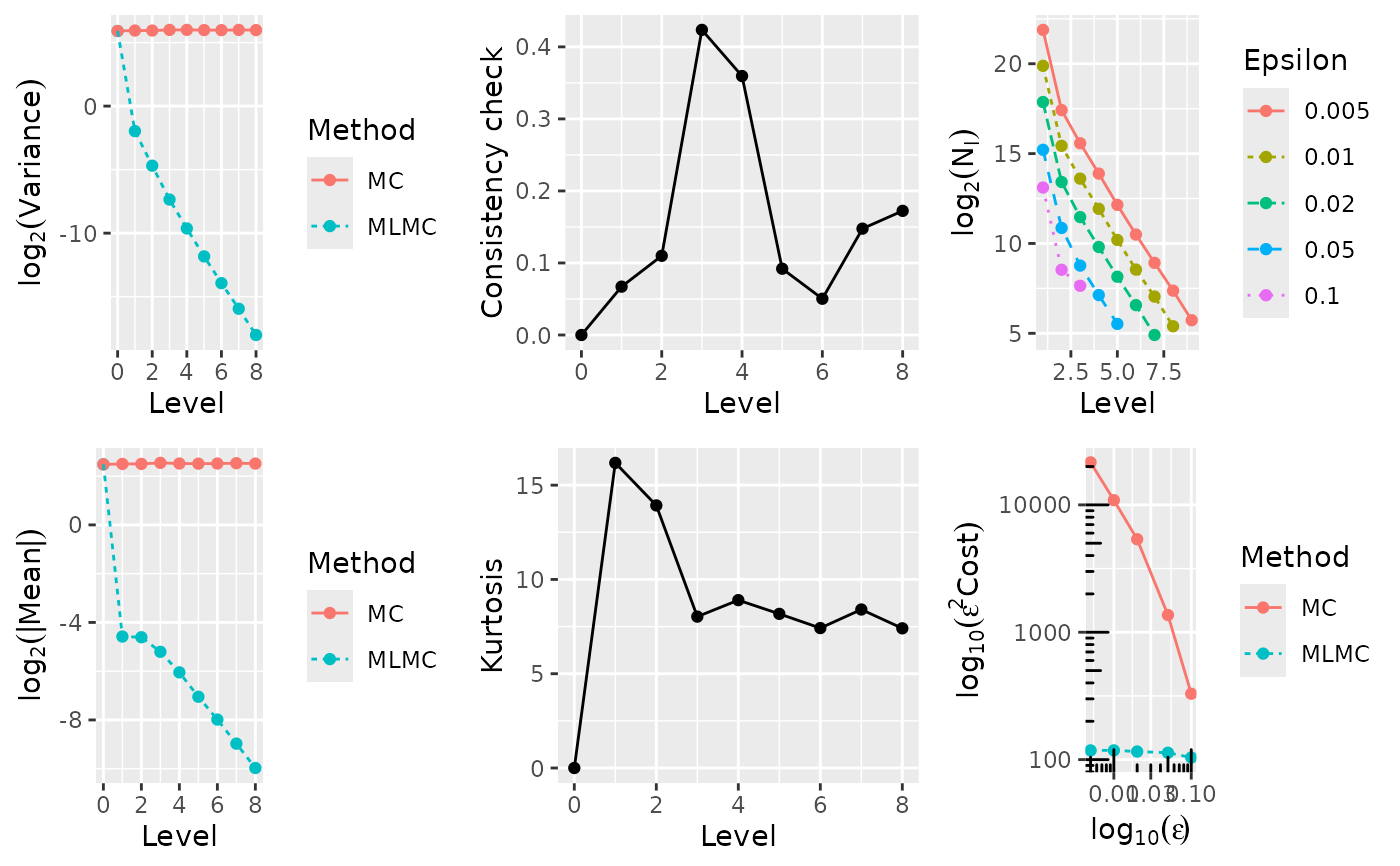 log₂(Variance)
0
-10
0 2 4 6 8
Level
Method
MC
MLMC
Consistency check
0.4
0.3
0.2
0.1
0.0
0 2 4 6 8
Level
log₂(Nₗ)
20
15
10
5
2.5 5.0 7.5
Level
Epsilon
0.005
0.01
0.02
0.05
0.1
log₂(|Mean|)
0
-4
-8
0 2 4 6 8
Level
Method
MC
MLMC
Kurtosis
15
10
5
0
0 2 4 6 8
Level
log₁₀(ε²Cost)
10000
1000
100
0.01 0.03 0.10
log₁₀(ε)
Method
MC
MLMC